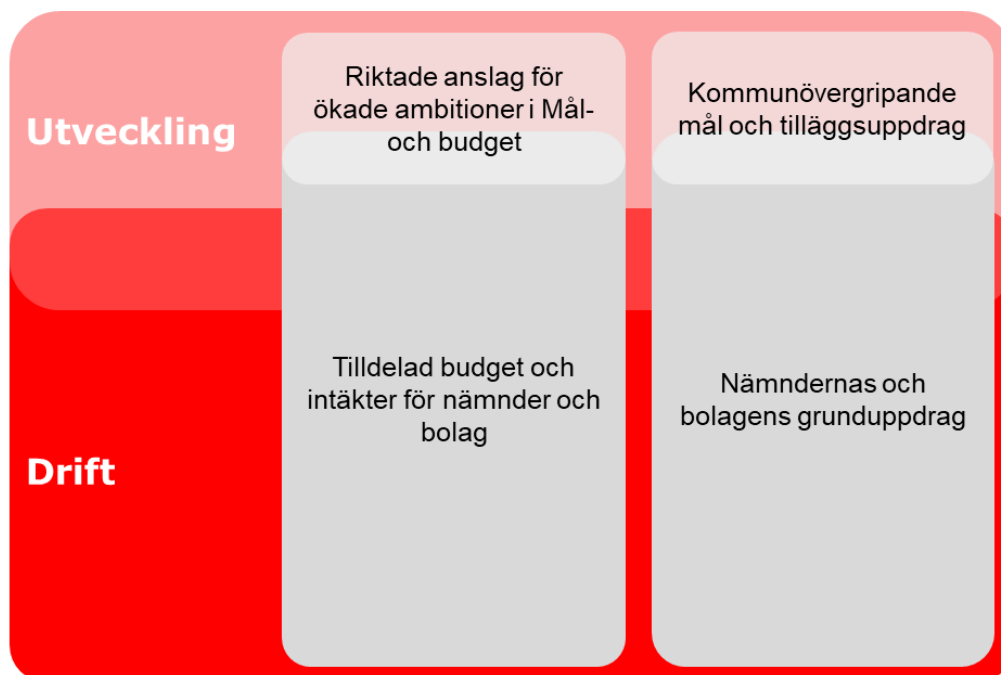 Utveckling
Riktade anslag för
ökade ambitioner i Mål-
och budget
Kommunövergripande
mål och tilläggsuppdrag
Drift
Tilldelad budget och
intäkter för nämnder och
bolag
Nämndernas och
bolagens grunduppdrag